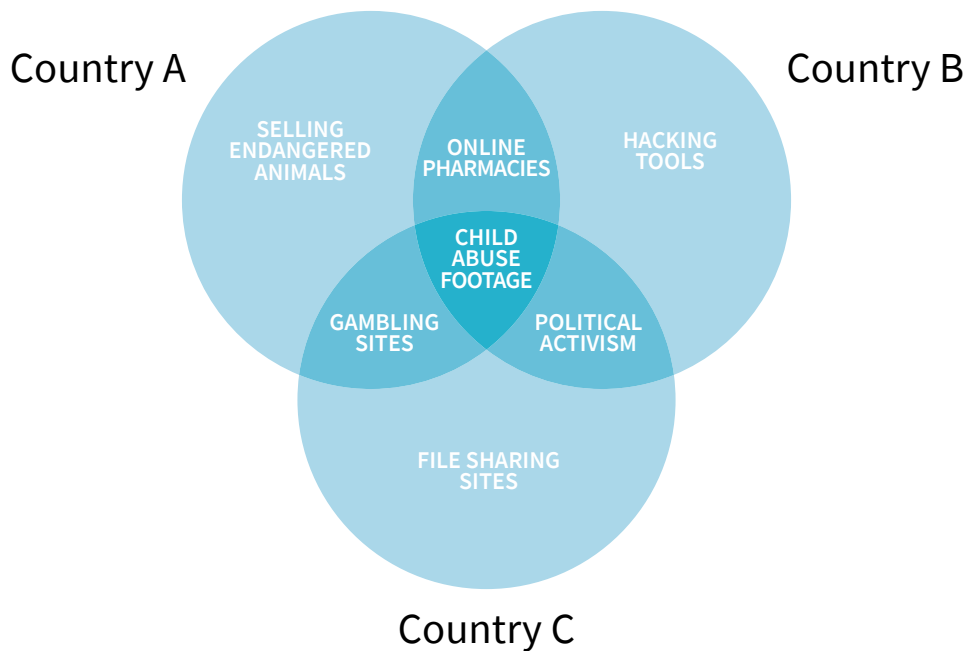 Country A
Country B
SELLING
ENDANGERED
ANIMALS
ONLINE
PHARMACIES
HACKING
TOOLS
CHILD
ABUSE
FOOTAGE
GAMBLING
SITES
POLITICAL
ACTIVISM
FILE SHARING
SITES
Country C